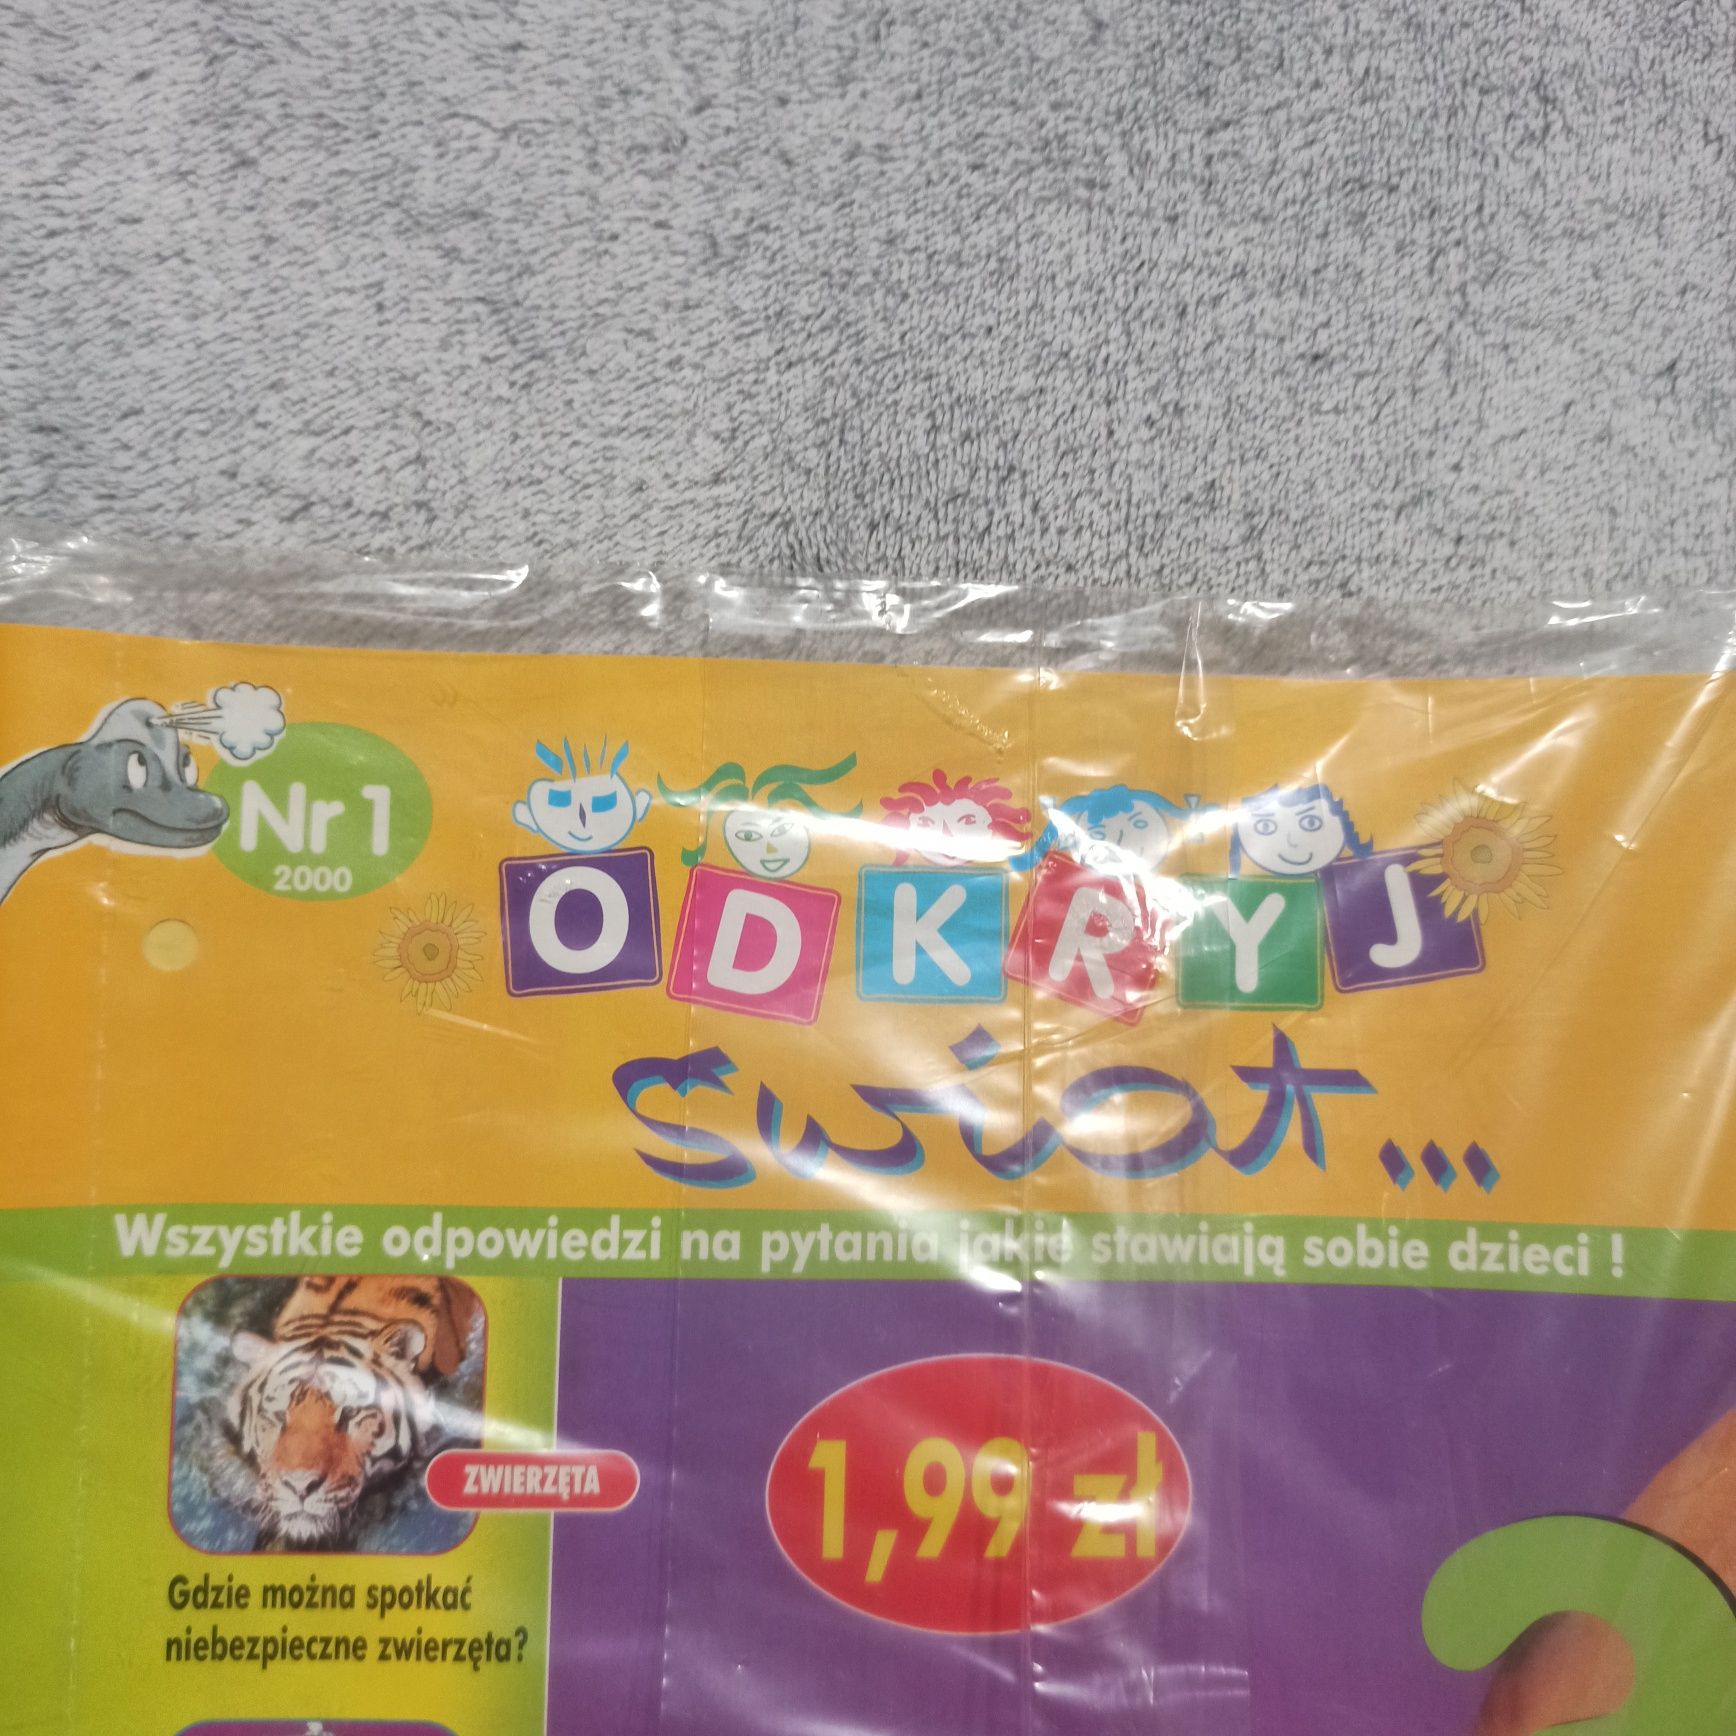 Nr 1
2000
ODKRYJ
świat...
Wszystkie odpowiedzi na pytania jakie stawiają sobie dzieci !
ZWIERZĘTA
Gdzie można spotkać
niebezpieczne zwierzęta?
1,99 zł